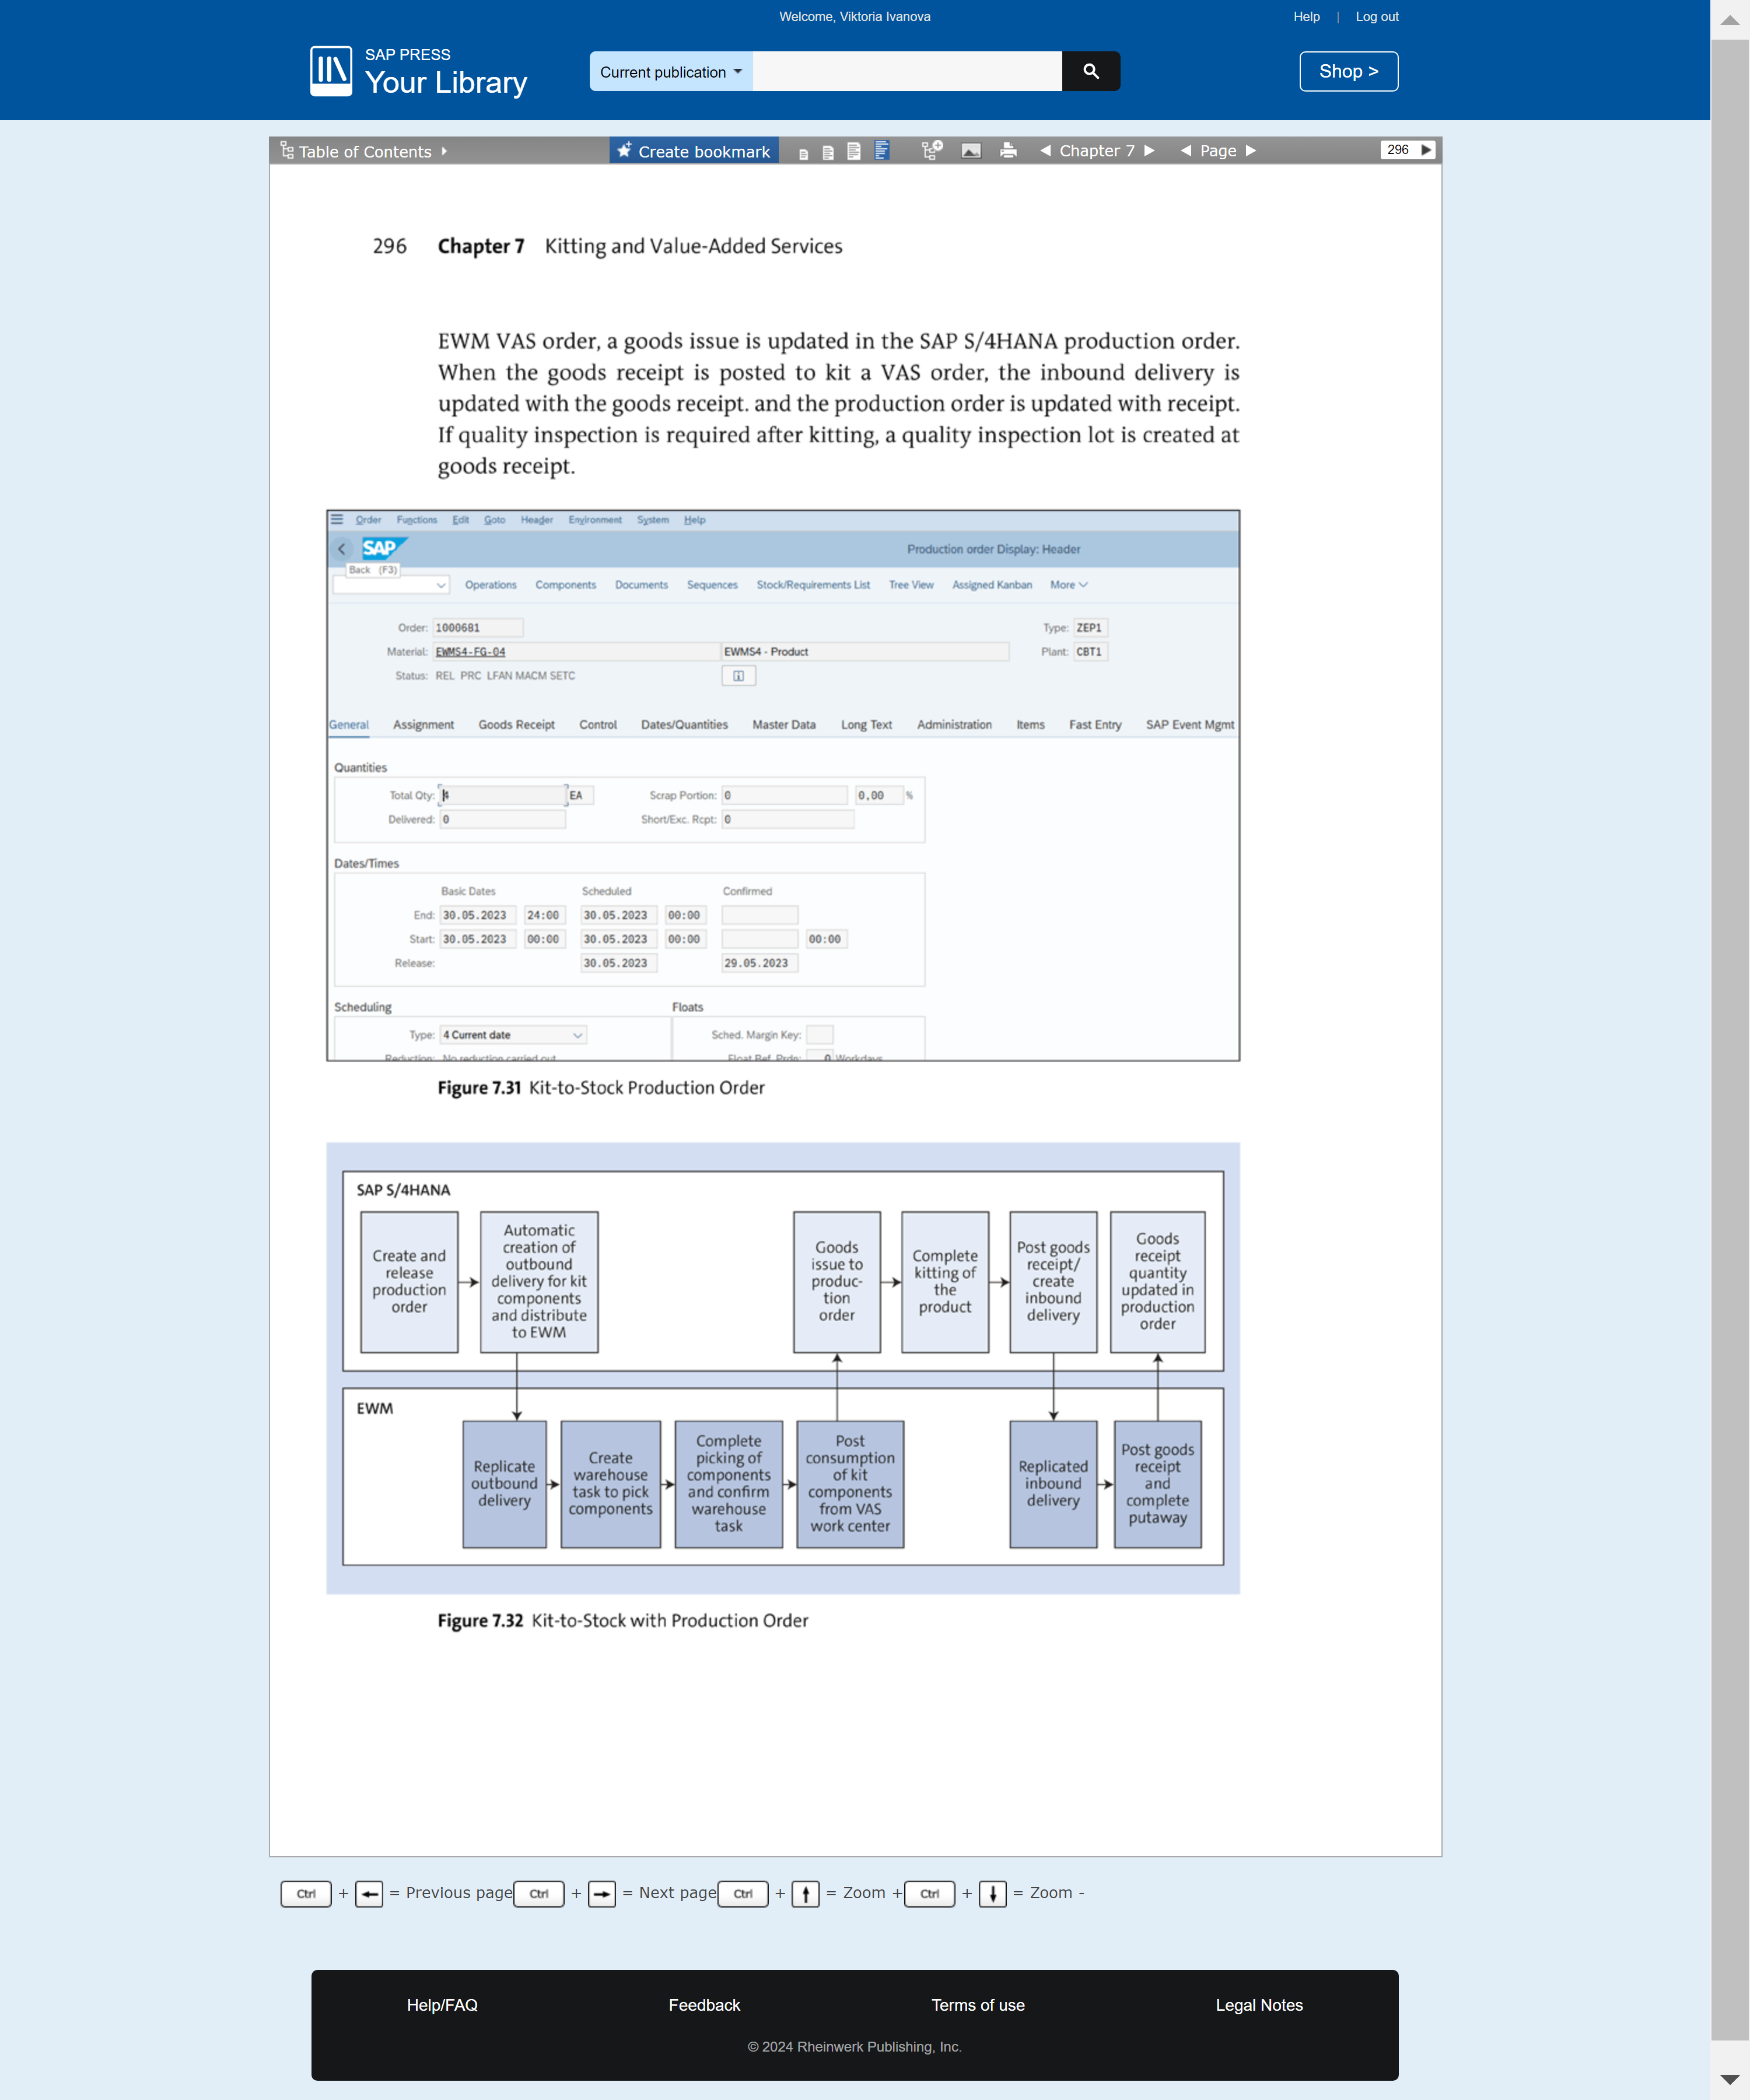 Welcome, Viktoria Ivanova
Help | Log out
SAP PRESS
Your Library
Current publication
Shop >
Table of Contents
Create bookmark
Chapter 7
Page
296
296 Chapter 7 Kitting and Value-Added Services
EWM VAS order, a goods issue is updated in the SAP S/4HANA production order.
When the goods receipt is posted to kit a VAS order, the inbound delivery is
updated with the goods receipt. and the production order is updated with receipt.
If quality inspection is required after kitting, a quality inspection lot is created at
goods receipt.
Order Functions Edit Goto Header Environment System Help
SAP
Production order Display: Header
Back (F3)
Operations Components Documents Sequences Stock/Requirements List Tree View Assigned Kanban More
Order: 1000681 Type: ZEP1
Material: EWMS4-FG-04 EWMS4 - Product Plant: CBT1
Status: REL PRC LFAN MACM SETC
General Assignment Goods Receipt Control Dates/Quantities Master Data Long Text Administration Items Fast Entry SAP Event Mgmt
Quantities
Total Qty: 4 EA Scrap Portion: 0 0,00 %
Delivered: 0 Short/Exc. Rcpt: 0
Dates/Times
Basic Dates Scheduled Confirmed
End: 30.05.2023 24:00 30.05.2023 00:00
Start: 30.05.2023 00:00 30.05.2023 00:00 00:00
Release: 30.05.2023 29.05.2023
Scheduling Floats
Type: 4 Current date Sched. Margin Key:
Reduction: No reduction carried out Float Bef. Prdn: 0 Workdays
Figure 7.31 Kit-to-Stock Production Order
SAP S/4HANA
Create and
release
production
order
Automatic
creation of
outbound
delivery for kit
components
and distribute
to EWM
Goods
issue to
produc-
tion
order
Complete
kitting of
the
product
Post goods
receipt/
create
inbound
delivery
Goods
receipt
quantity
updated in
production
order
EWM
Replicate
outbound
delivery
Create
warehouse
task to pick
components
Complete
picking of
components
and confirm
warehouse
task
Post
consumption
of kit
components
from VAS
work center
Replicated
inbound
delivery
Post goods
receipt
and
complete
putaway
Figure 7.32 Kit-to-Stock with Production Order
Ctrl + ← = Previous page Ctrl + → = Next page Ctrl + ↑ = Zoom + Ctrl + ↓ = Zoom -
Help/FAQ Feedback Terms of use Legal Notes
© 2024 Rheinwerk Publishing, Inc.